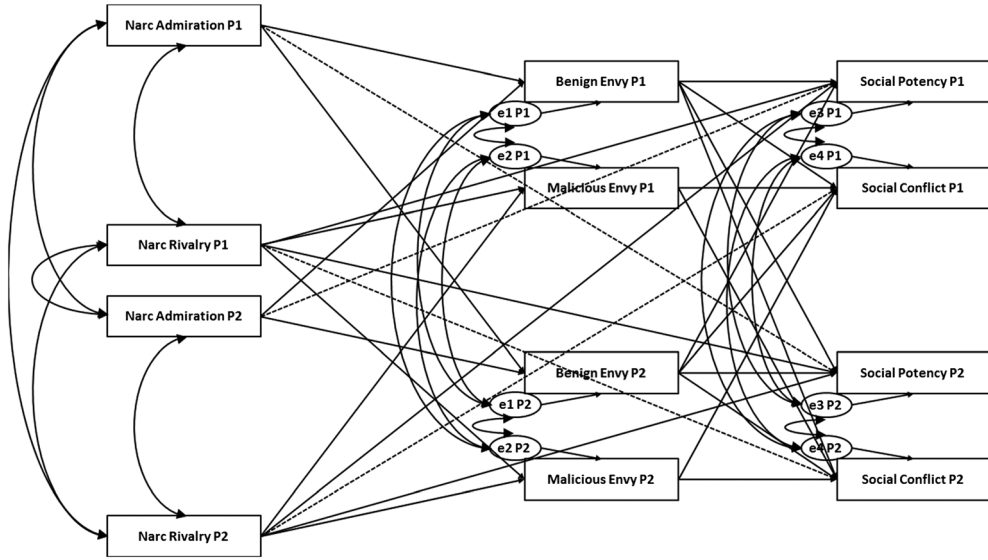 Narc Admiration P1
Benign Envy P1
Social Potency P1
e1 P1
e3 P1
e2 P1
e4 P1
Malicious Envy P1
Social Conflict P1
Narc Rivalry P1
Narc Admiration P2
Benign Envy P2
Social Potency P2
e1 P2
e3 P2
e2 P2
e4 P2
Malicious Envy P2
Social Conflict P2
Narc Rivalry P2